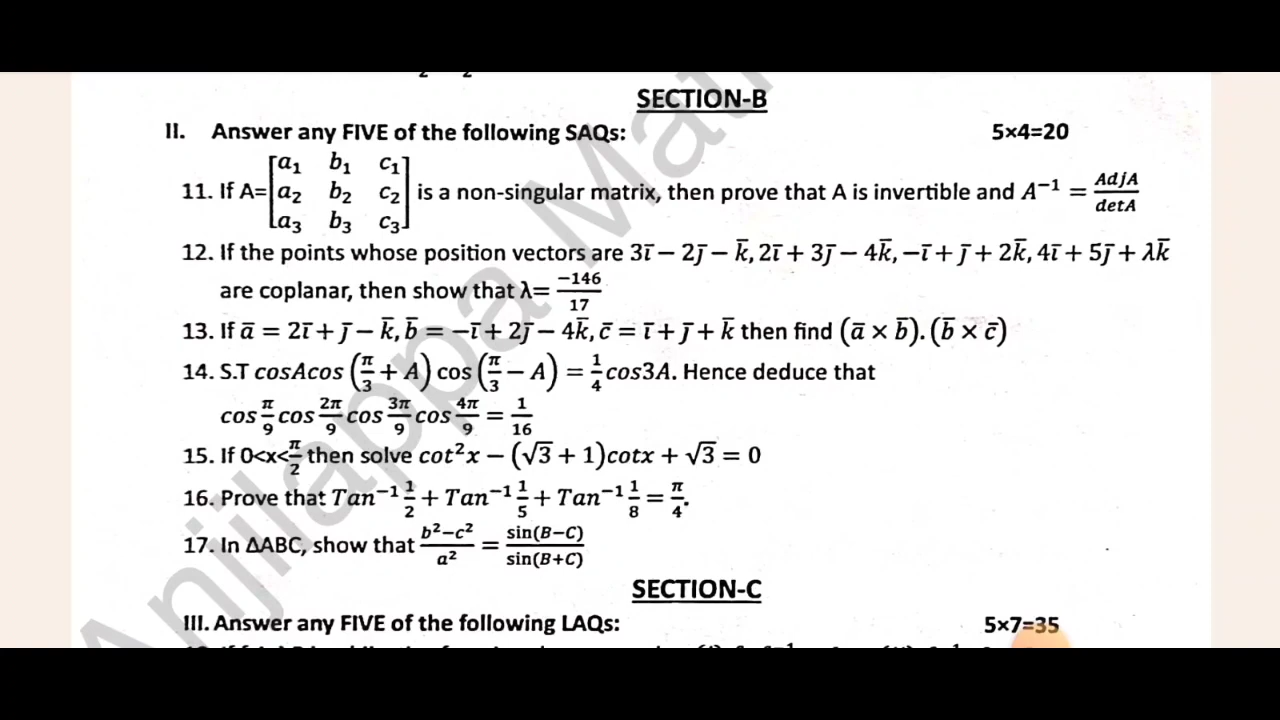 SECTION-B
II. Answer any FIVE of the following SAQs: 5×4=20
11. If A=[a₁ b₁ c₁; a₂ b₂ c₂; a₃ b₃ c₃] is a non-singular matrix, then prove that A is invertible and A⁻¹ = AdjA/detA
12. If the points whose position vectors are 3ī − 2j̄ − k̄, 2ī + 3j̄ − 4k̄, −ī + j̄ + 2k̄, 4ī + 5j̄ + λk̄
are coplanar, then show that λ= −146/17
13. If ā = 2ī + j̄ − k̄, b̄ = −ī + 2j̄ − 4k̄, c̄ = ī + j̄ + k̄ then find (ā × b̄). (b̄ × c̄)
14. S.T cosAcos (π/3 + A) cos (π/3 − A) = 1/4 cos3A. Hence deduce that
cos π/9 cos 2π/9 cos 3π/9 cos 4π/9 = 1/16
15. If 0<x<π/2 then solve cot²x − (√3 + 1)cotx + √3 = 0
16. Prove that Tan⁻¹ 1/2 + Tan⁻¹ 1/5 + Tan⁻¹ 1/8 = π/4.
17. In ΔABC, show that b²−c²/a² = sin(B−C)/sin(B+C)
SECTION-C
III. Answer any FIVE of the following LAQs: 5×7=35
Anjilappa Mat